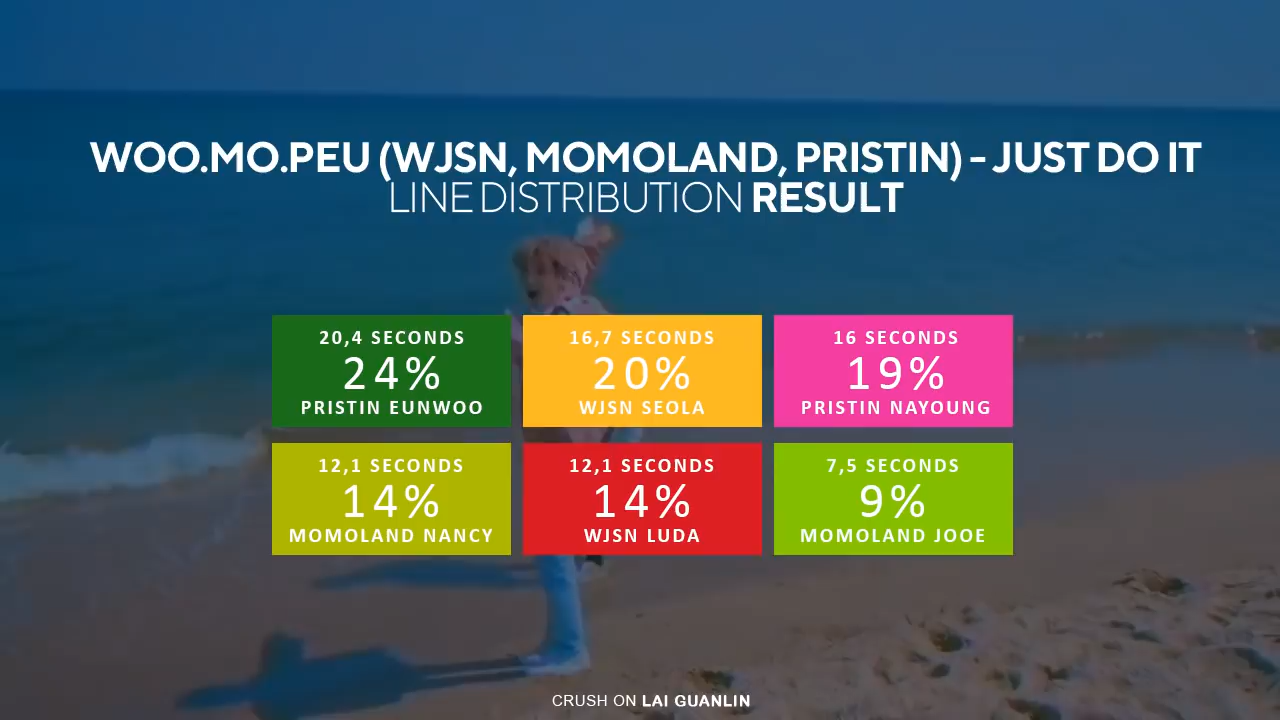 WOO.MO.PEU (WJSN, MOMOLAND, PRISTIN) - JUST DO IT
LINE DISTRIBUTION RESULT
20,4 SECONDS
24%
PRISTIN EUNWOO
16,7 SECONDS
20%
WJSN SEOLA
16 SECONDS
19%
PRISTIN NAYOUNG
12,1 SECONDS
14%
MOMOLAND NANCY
12,1 SECONDS
14%
WJSN LUDA
7,5 SECONDS
9%
MOMOLAND JOOE
CRUSH ON LAI GUANLIN